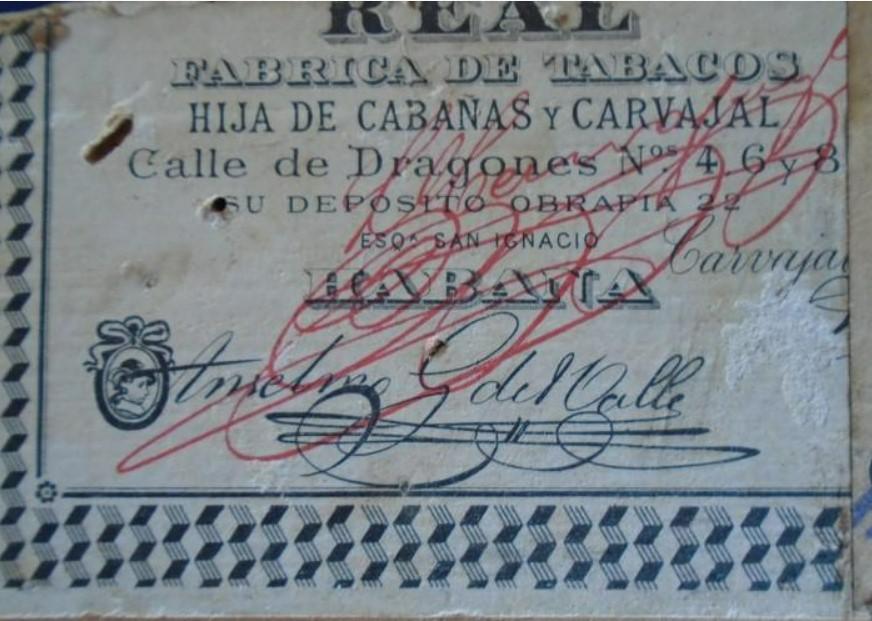 REAL
FABRICA DE TABACOS
HIJA DE CABAÑAS Y CARVAJAL
Calle de Dragones Nos. 4.6 y 8
SU DEPOSITO OBRAPIA 22
ESQA SAN IGNACIO
Carvajal
HABANA
Anselmo G del Valle